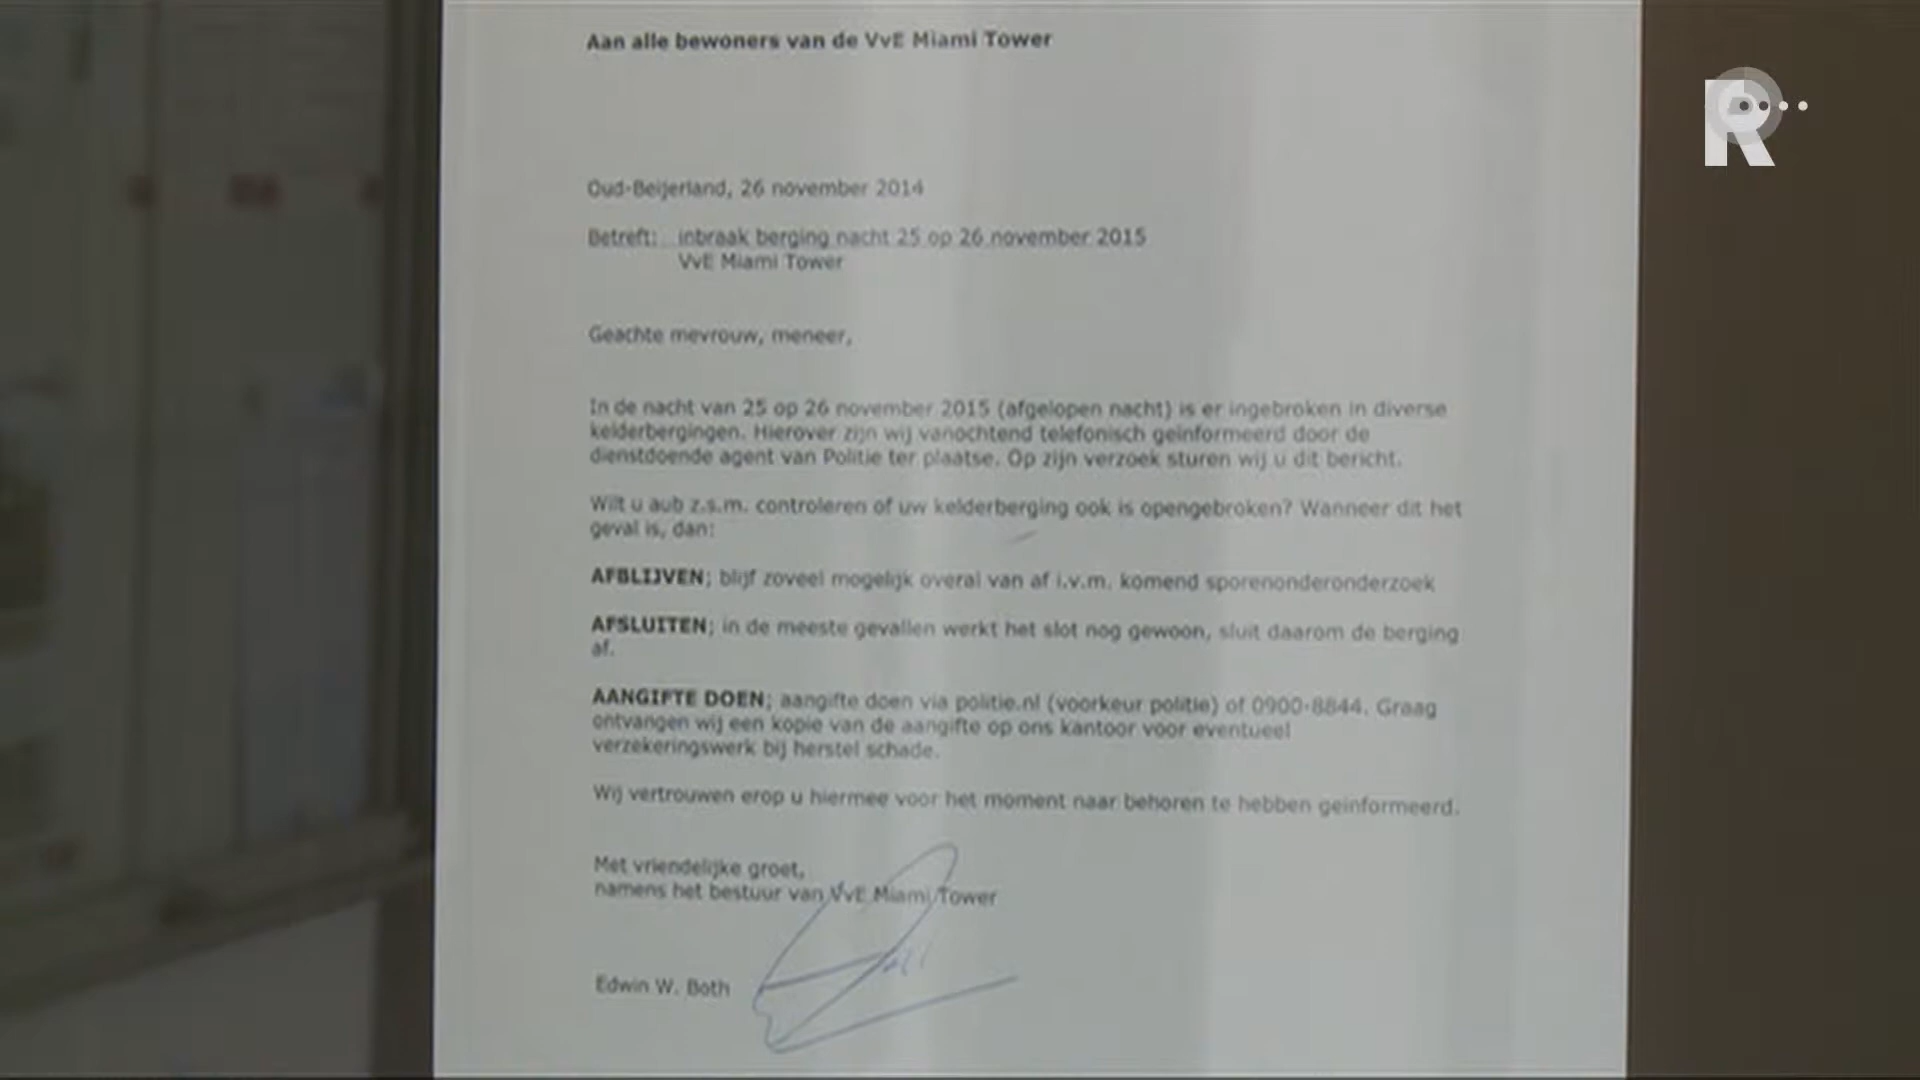 Aan alle bewoners van de VvE Miami Tower
Oud-Beijerland, 26 november 2014
Betreft: inbraak berging nacht 25 op 26 november 2015
VvE Miami Tower
Geachte mevrouw, meneer,
In de nacht van 25 op 26 november 2015 (afgelopen nacht) is er ingebroken in diverse
kelderbergingen. Hierover zijn wij vanochtend telefonisch geinformeerd door de
dienstdoende agent van Politie ter plaatse. Op zijn verzoek sturen wij u dit bericht.
Wilt u aub z.s.m. controleren of uw kelderberging ook is opengebroken? Wanneer dit het
geval is, dan:
AFBLIJVEN; blijf zoveel mogelijk overal van af i.v.m. komend sporenonderonderzoek
AFSLUITEN; in de meeste gevallen werkt het slot nog gewoon, sluit daarom de berging
af.
AANGIFTE DOEN; aangifte doen via politie.nl (voorkeur politie) of 0900-8844. Graag
ontvangen wij een kopie van de aangifte op ons kantoor voor eventueel
verzekeringswerk bij herstel schade.
Wij vertrouwen erop u hiermee voor het moment naar behoren te hebben geinformeerd.
Met vriendelijke groet,
namens het bestuur van VvE Miami Tower
Edwin W. Both
R